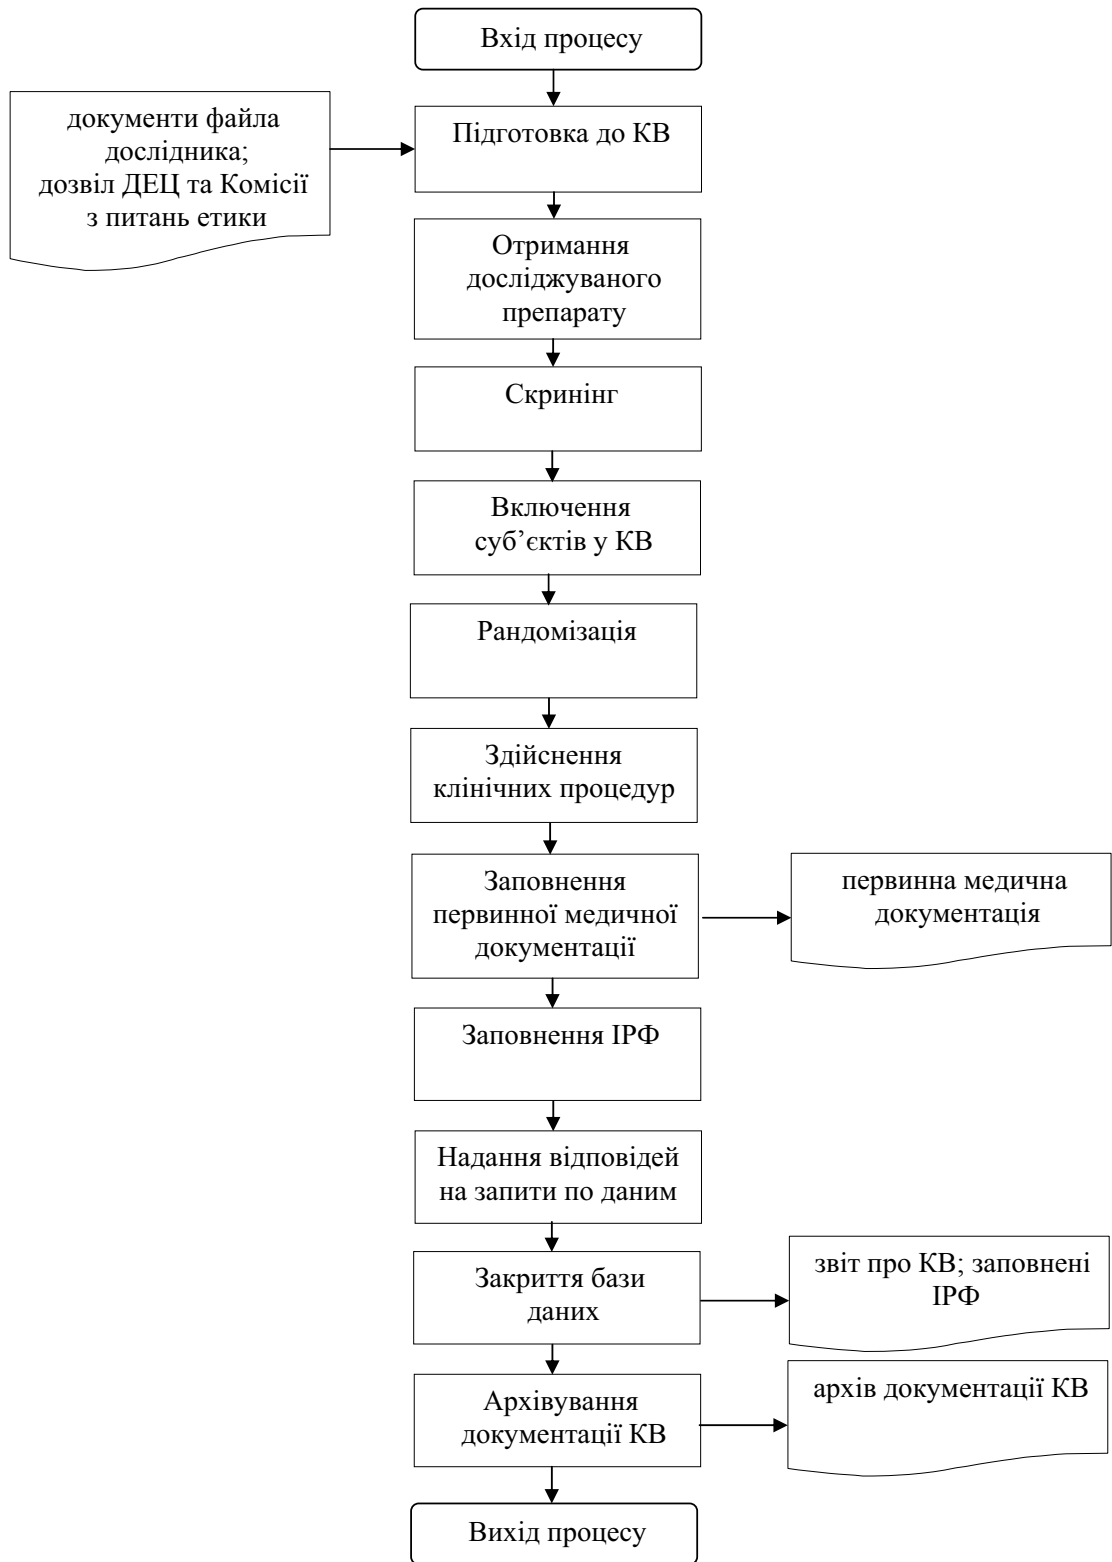 Вхід процесу
документи файла
дослідника;
дозвіл ДЕЦ та Комісії
з питань етики
Підготовка до КВ
Отримання
досліджуваного
препарату
Скринінг
Включення
суб’єктів у КВ
Рандомізація
Здійснення
клінічних процедур
Заповнення
первинної медичної
документації
первинна медична
документація
Заповнення ІРФ
Надання відповідей
на запити по даним
Закриття бази
даних
звіт про КВ; заповнені
ІРФ
Архівування
документації КВ
архів документації КВ
Вихід процесу